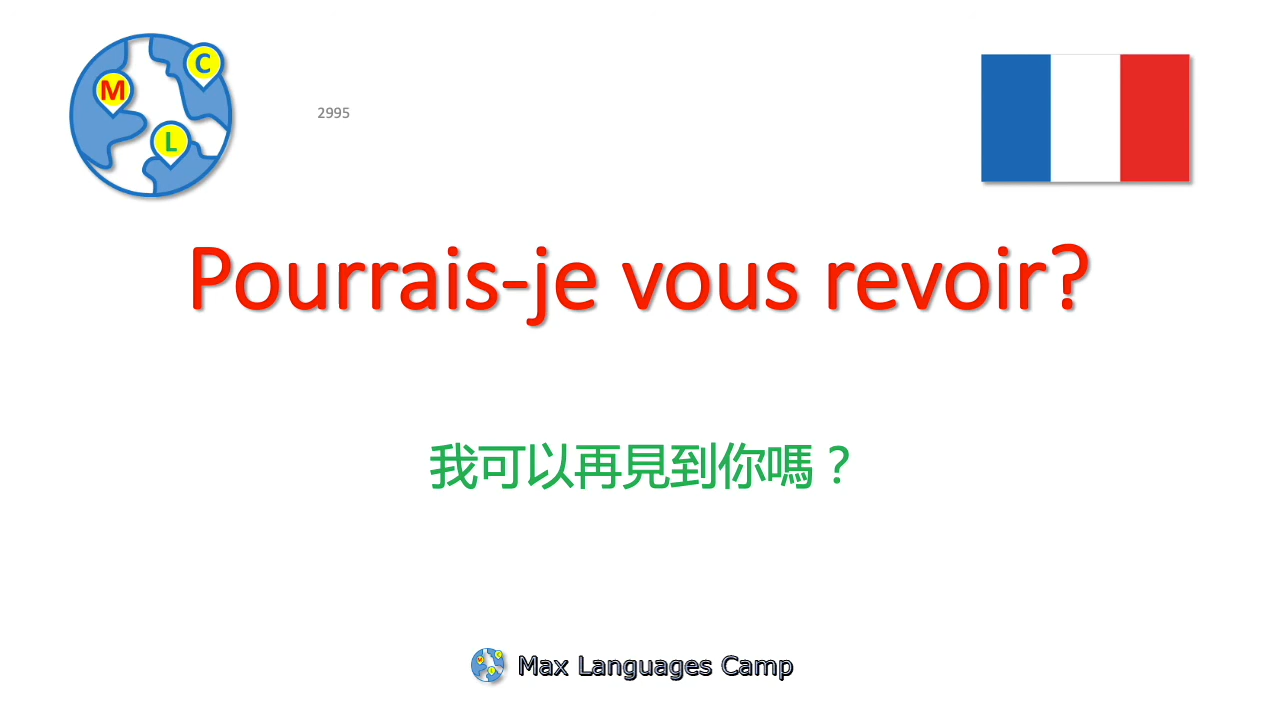 M
C
L
2995
Pourrais-je vous revoir?
我可以再見到你嗎？
Max Languages Camp